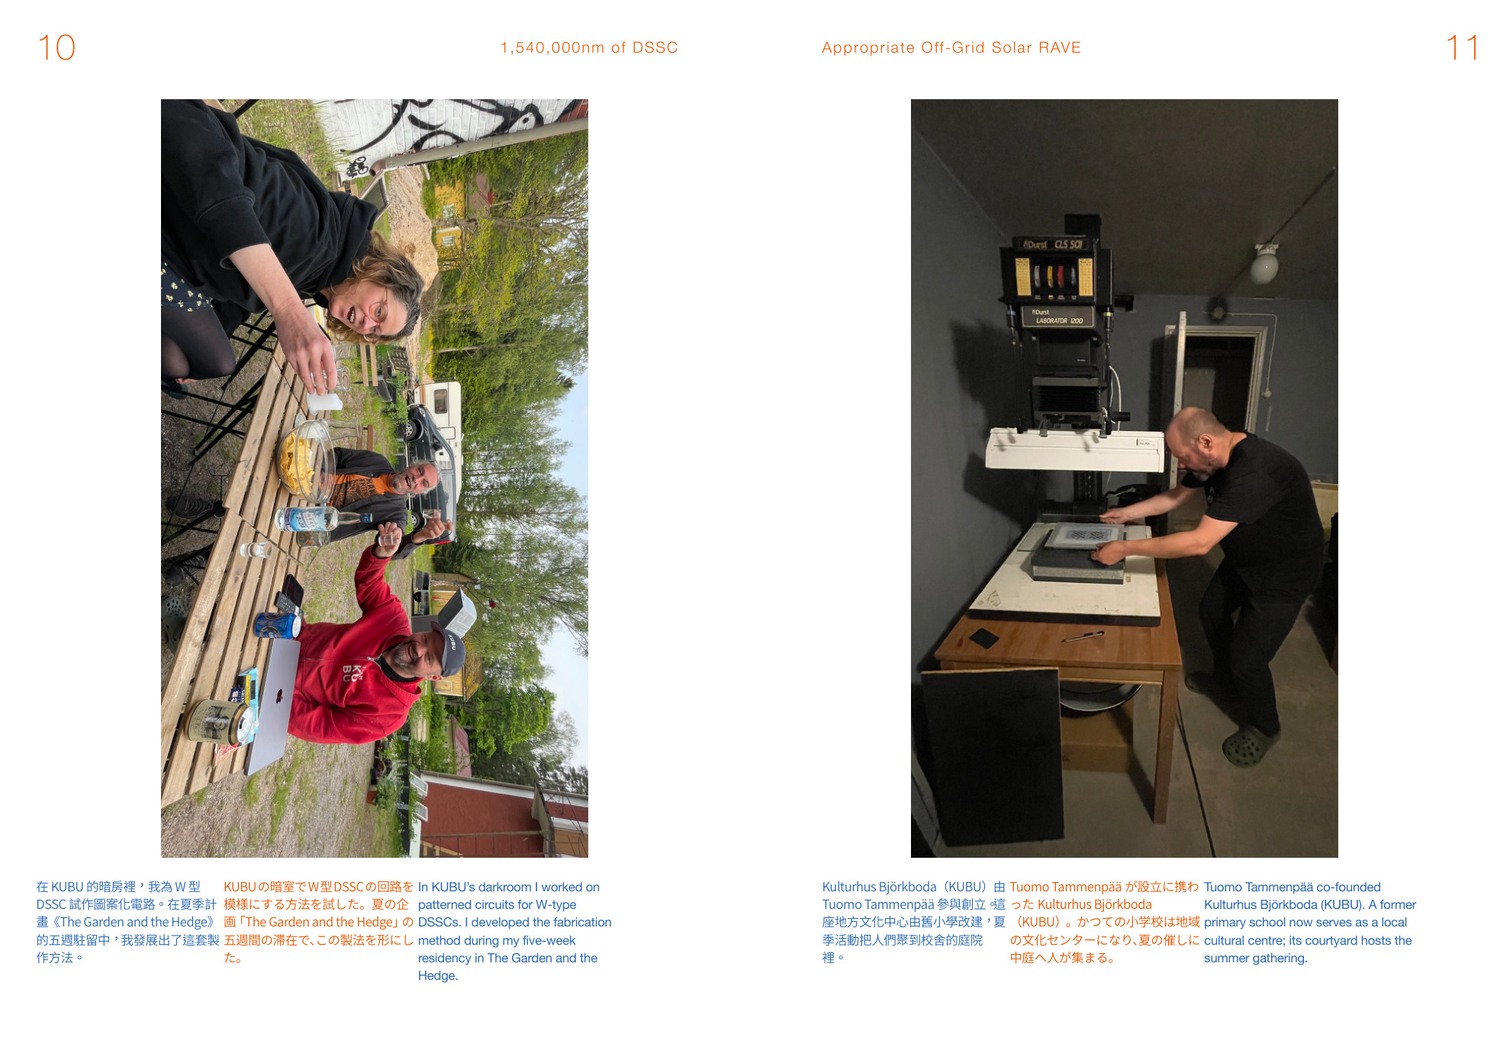 10
1,540,000nm of DSSC
Appropriate Off-Grid Solar RAVE
11
KUBU
Durst CLS 501
Durst
LABORATOR 1200
在 KUBU 的暗房裡，我為 W 型
DSSC 試作圖案化電路。在夏季計
畫《The Garden and the Hedge》
的五週駐留中，我發展出了這套製
作方法。
KUBUの暗室でW型DSSCの回路を
模様にする方法を試した。夏の企
画「The Garden and the Hedge」の
五週間の滞在で、この製法を形にし
た。
In KUBU’s darkroom I worked on
patterned circuits for W-type
DSSCs. I developed the fabrication
method during my five-week
residency in The Garden and the
Hedge.
Kulturhus Björkboda（KUBU）由
Tuomo Tammenpää 參與創立。這
座地方文化中心由舊小學改建，夏
季活動把人們聚到校舍的庭院
裡。
Tuomo Tammenpää が設立に携わ
った Kulturhus Björkboda
（KUBU）。かつての小学校は地域
の文化センターになり、夏の催しに
中庭へ人が集まる。
Tuomo Tammenpää co-founded
Kulturhus Björkboda (KUBU). A former
primary school now serves as a local
cultural centre; its courtyard hosts the
summer gathering.